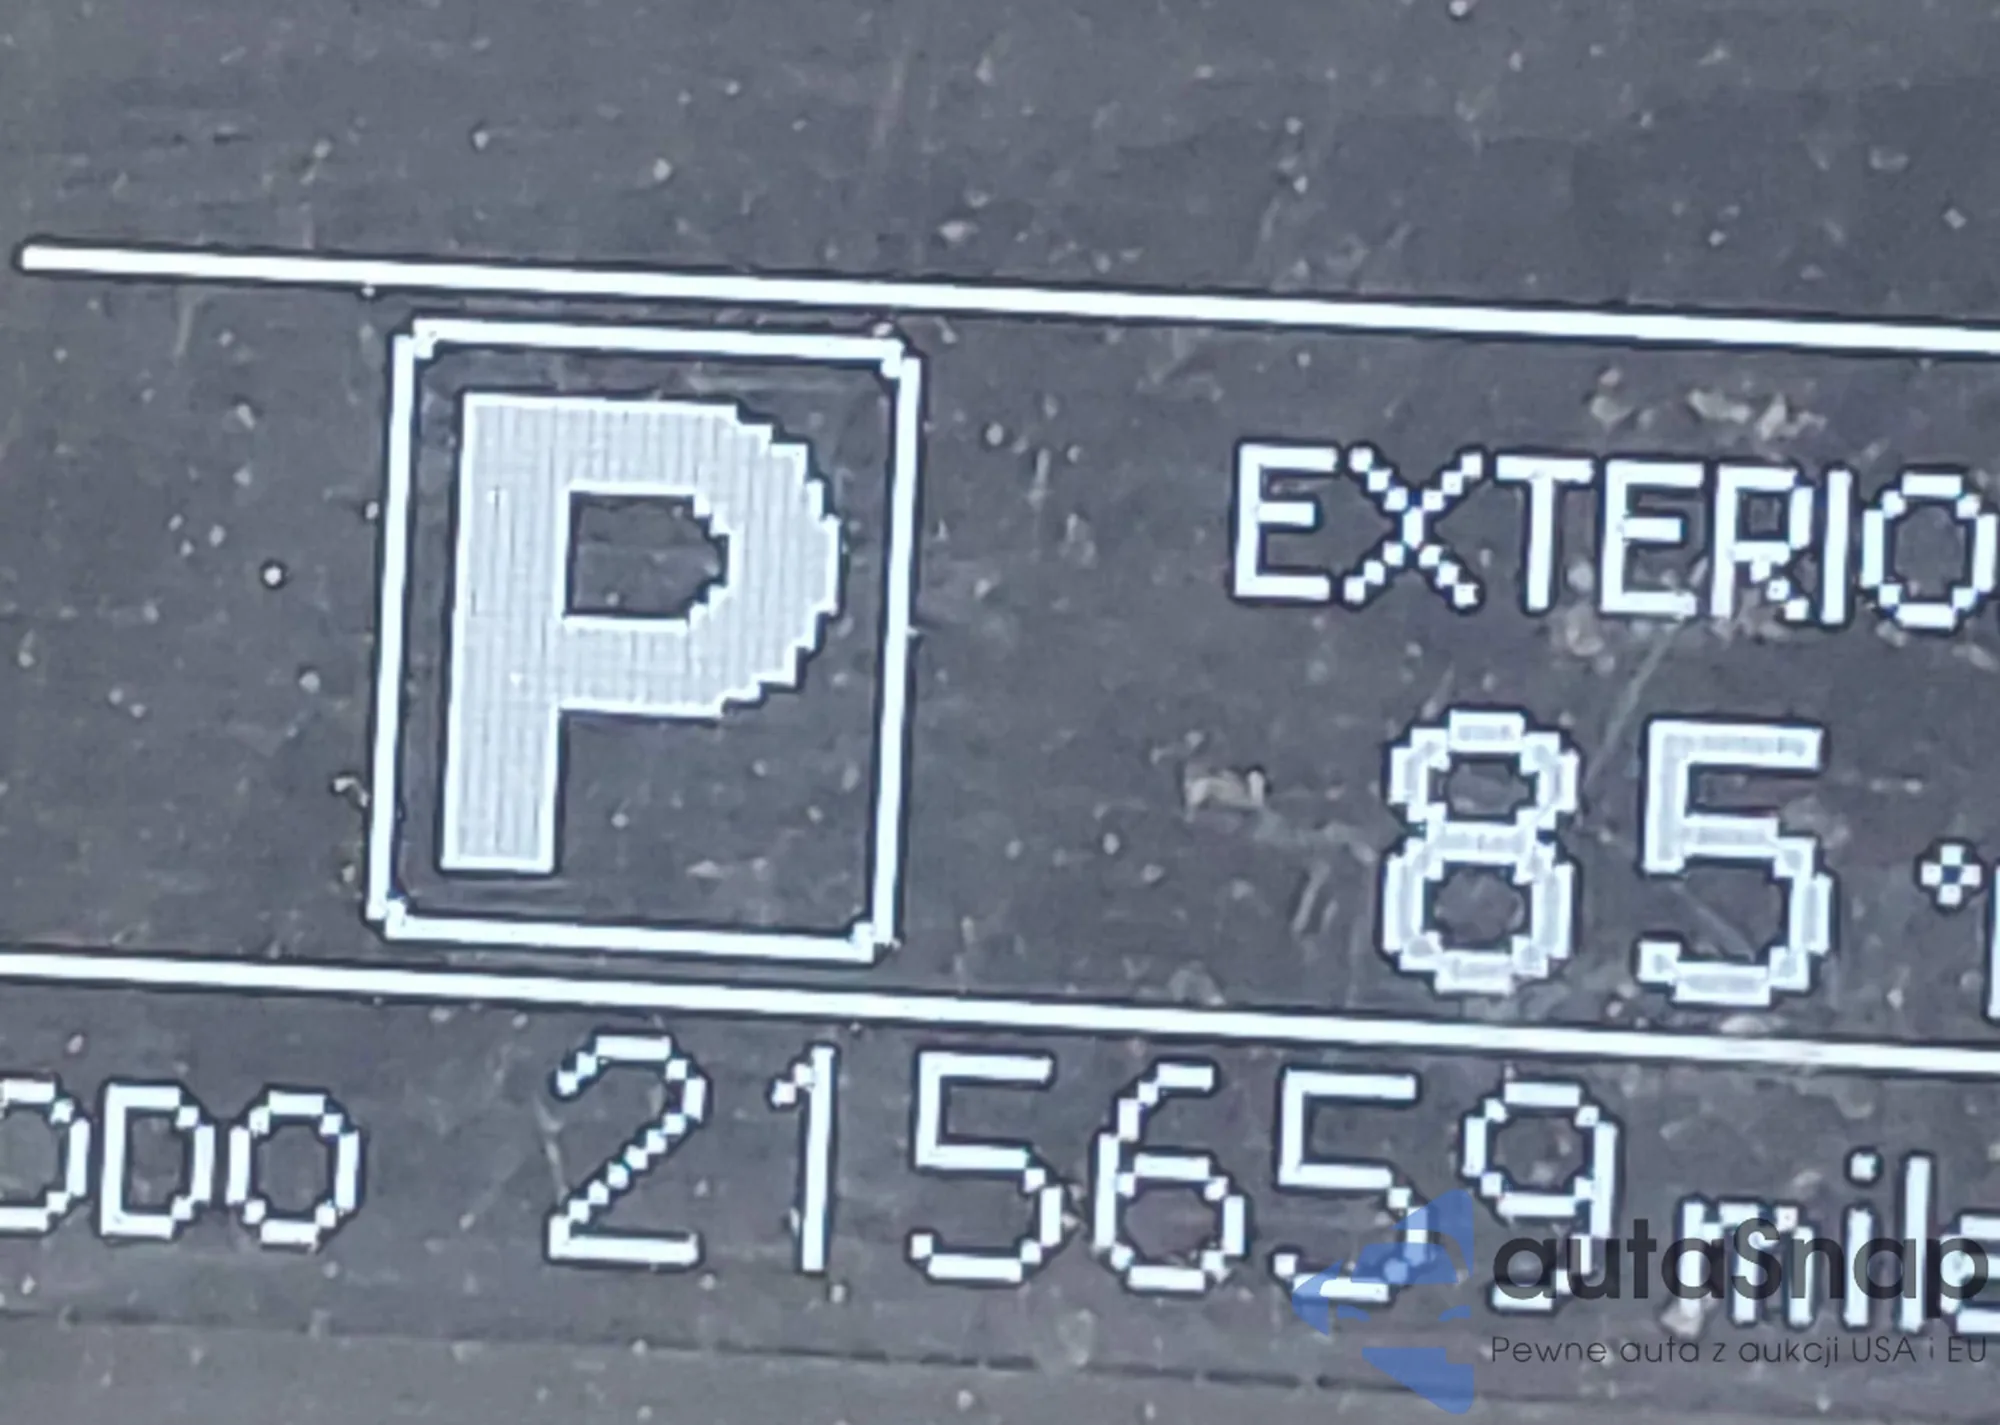 P
EXTERIO
85 °
ODO 215659 mile
autaSnap
Pewne auta z aukcji USA i EU